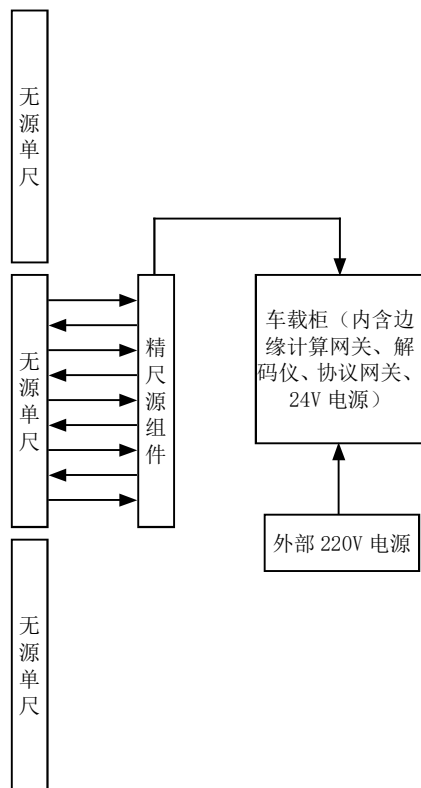 无源单尺
无源单尺
精尺源组件
车载柜（内含边
缘计算网关、解
码仪、协议网关、
24V 电源）
外部 220V 电源
无源单尺